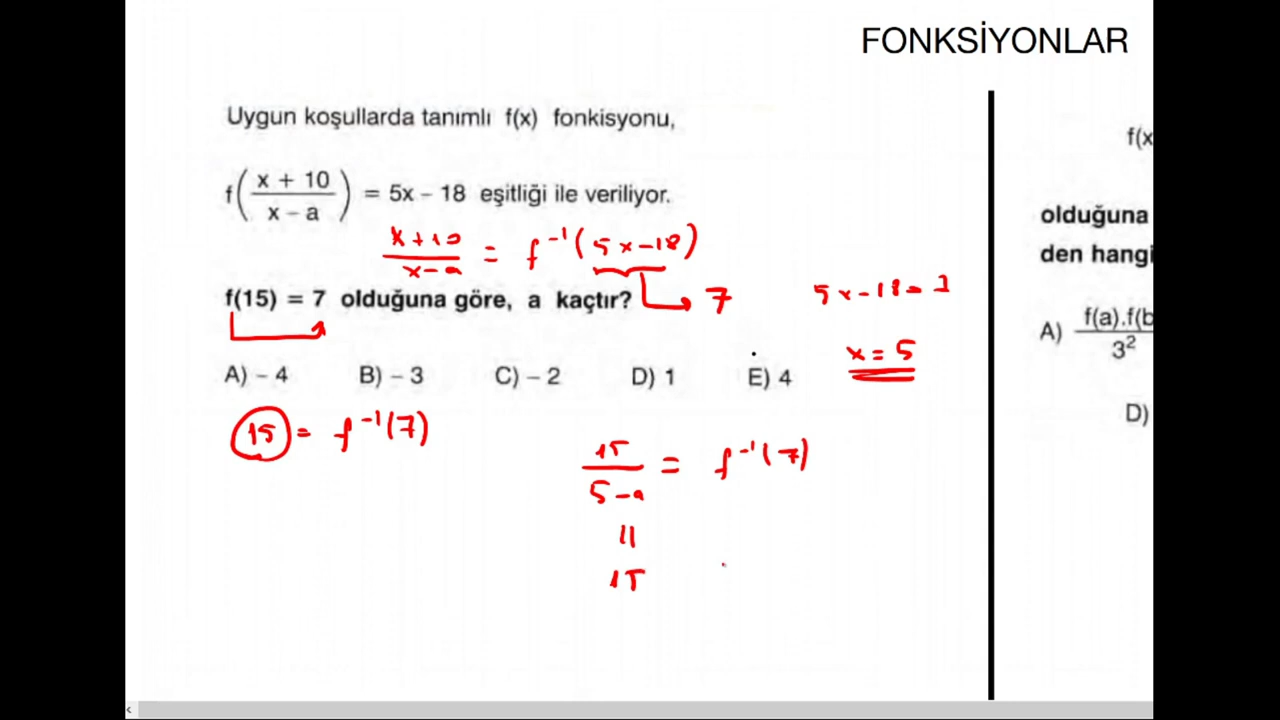 FONKSİYONLAR
Uygun koşullarda tanımlı f(x) fonkisyonu,
f((x + 10)/(x – a)) = 5x – 18 eşitliği ile veriliyor.
(x+10)/(x-a) = f⁻¹(5x-18)
7
f(15) = 7 olduğuna göre, a kaçtır?
5x-18=7
x = 5
A) – 4 B) – 3 C) – 2 D) 1 E) 4
15 = f⁻¹(7)
15/(5-a) = f⁻¹(7)
=
15
f(x
olduğuna
den hangi
A) f(a).f(b/3²
D)